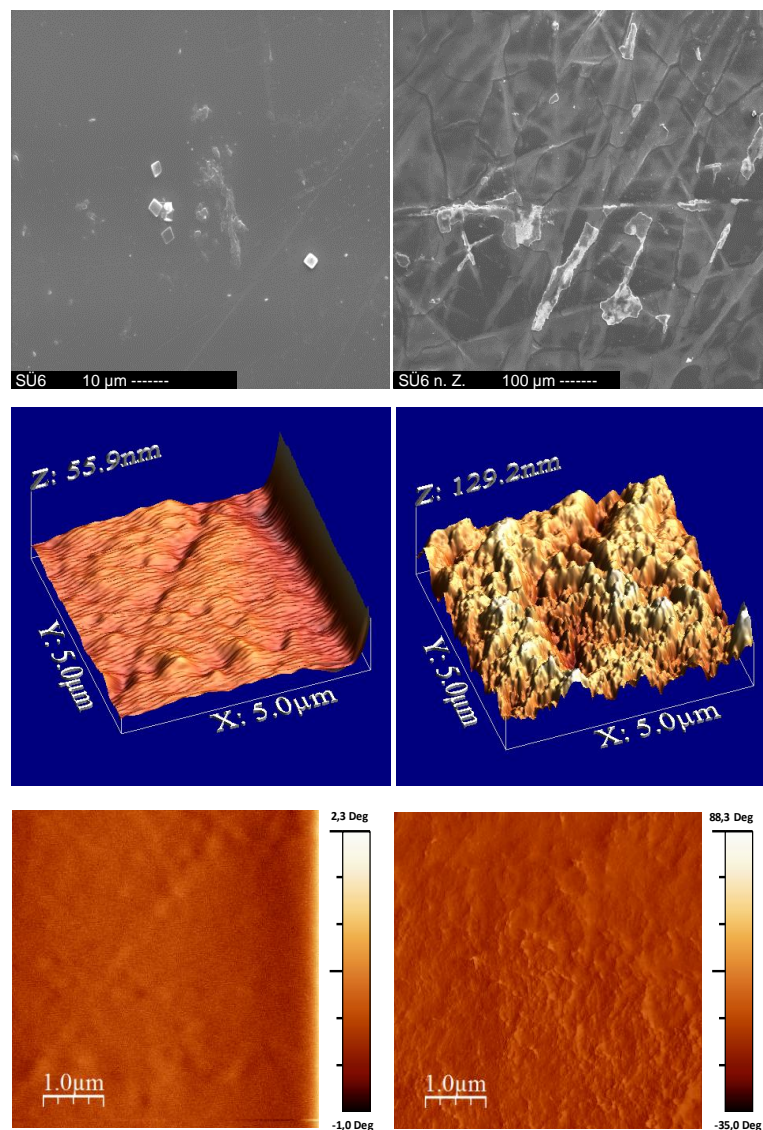 SÜ6 10 µm -------
SÜ6 n. Z. 100 µm -------
Z: 55.9nm
Y: 5.0µm
X: 5.0µm
Z: 129.2nm
Y: 5.0µm
X: 5.0µm
2,3 Deg
1.0µm
-1,0 Deg
88,3 Deg
1.0µm
-35,0 Deg